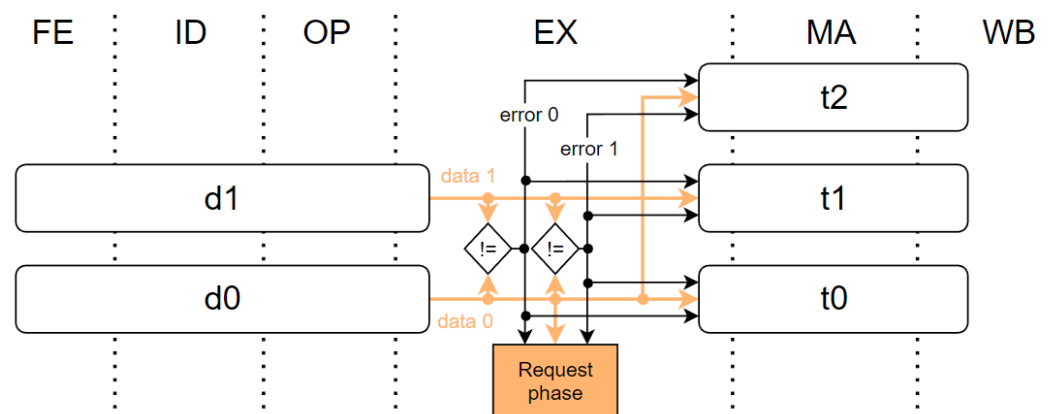 FE ID OP EX MA WB
t2
error 0
error 1
data 1
d1
t1
!= !=
d0
t0
data 0
Request
phase